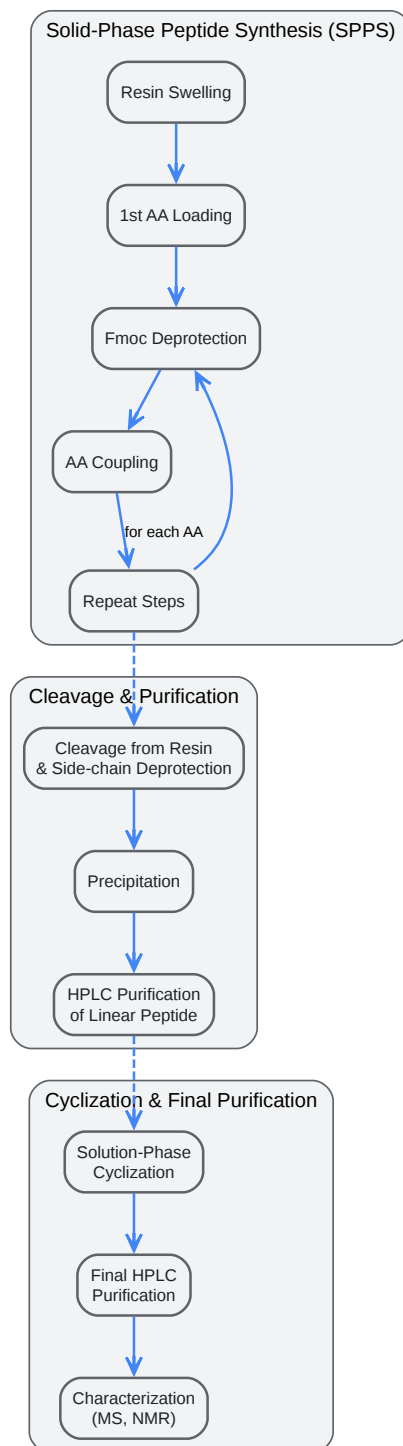 Solid-Phase Peptide Synthesis (SPPS)
Resin Swelling
1st AA Loading
Fmoc Deprotection
AA Coupling
for each AA
Repeat Steps
Cleavage & Purification
Cleavage from Resin
& Side-chain Deprotection
Precipitation
HPLC Purification
of Linear Peptide
Cyclization & Final Purification
Solution-Phase
Cyclization
Final HPLC
Purification
Characterization
(MS, NMR)